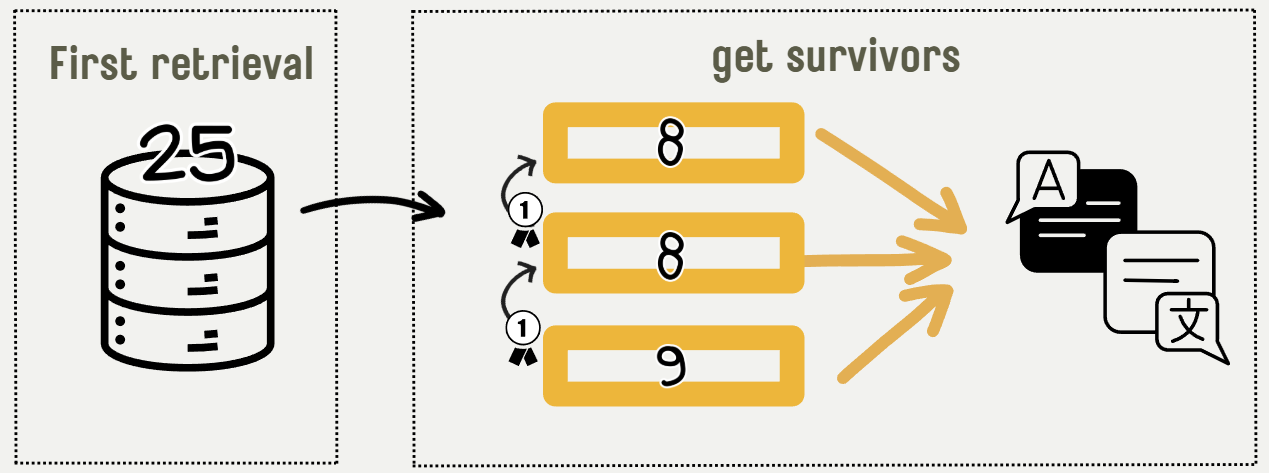 First retrieval
25
get survivors
8
1
8
1
9
A
文